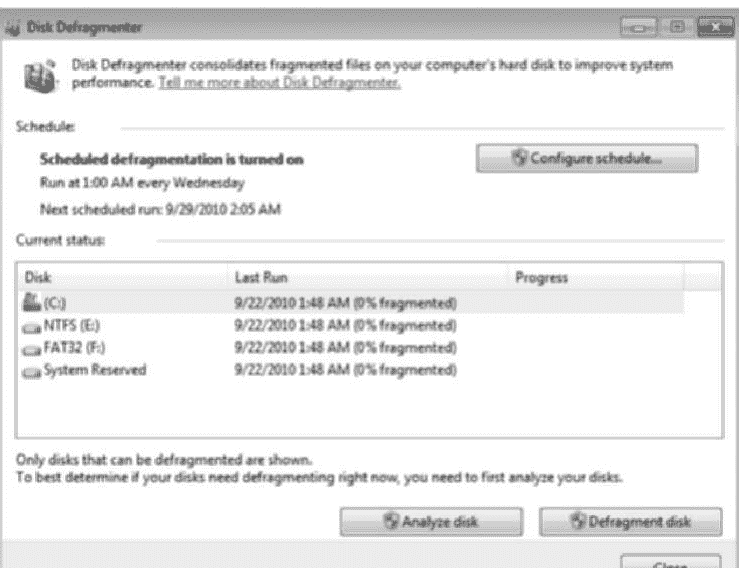 Disk Defragmenter
Disk Defragmenter consolidates fragmented files on your computer's hard disk to improve system
performance. Tell me more about Disk Defragmenter.
Schedule:
Scheduled defragmentation is turned on
Configure schedule...
Run at 1:00 AM every Wednesday
Next scheduled run: 9/29/2010 2:05 AM
Current status:
Disk Last Run Progress
(C:) 9/22/2010 1:48 AM (0% fragmented)
NTFS (E:) 9/22/2010 1:48 AM (0% fragmented)
FAT32 (F:) 9/22/2010 1:48 AM (0% fragmented)
System Reserved 9/22/2010 1:48 AM (0% fragmented)
Only disks that can be defragmented are shown.
To best determine if your disks need defragmenting right now, you need to first analyze your disks.
Analyze disk Defragment disk
Close